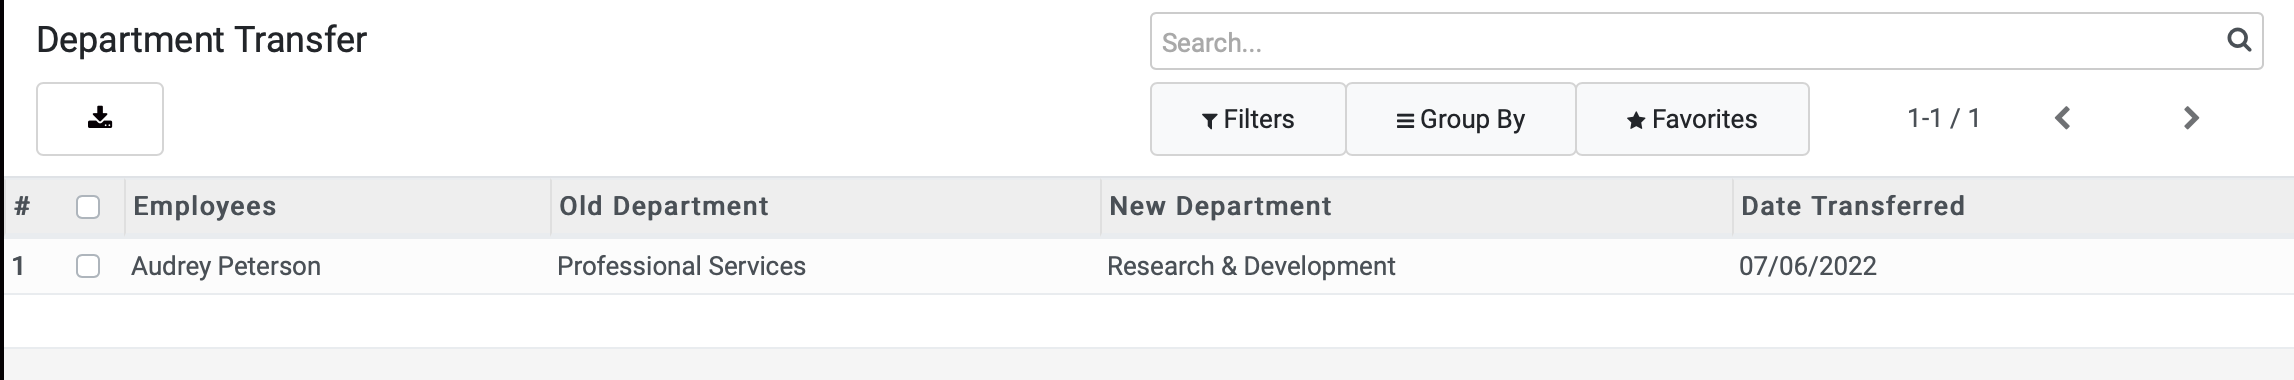 Department Transfer
Search...
Filters Group By Favorites 1-1 / 1
# Employees Old Department New Department Date Transferred
1 Audrey Peterson Professional Services Research & Development 07/06/2022